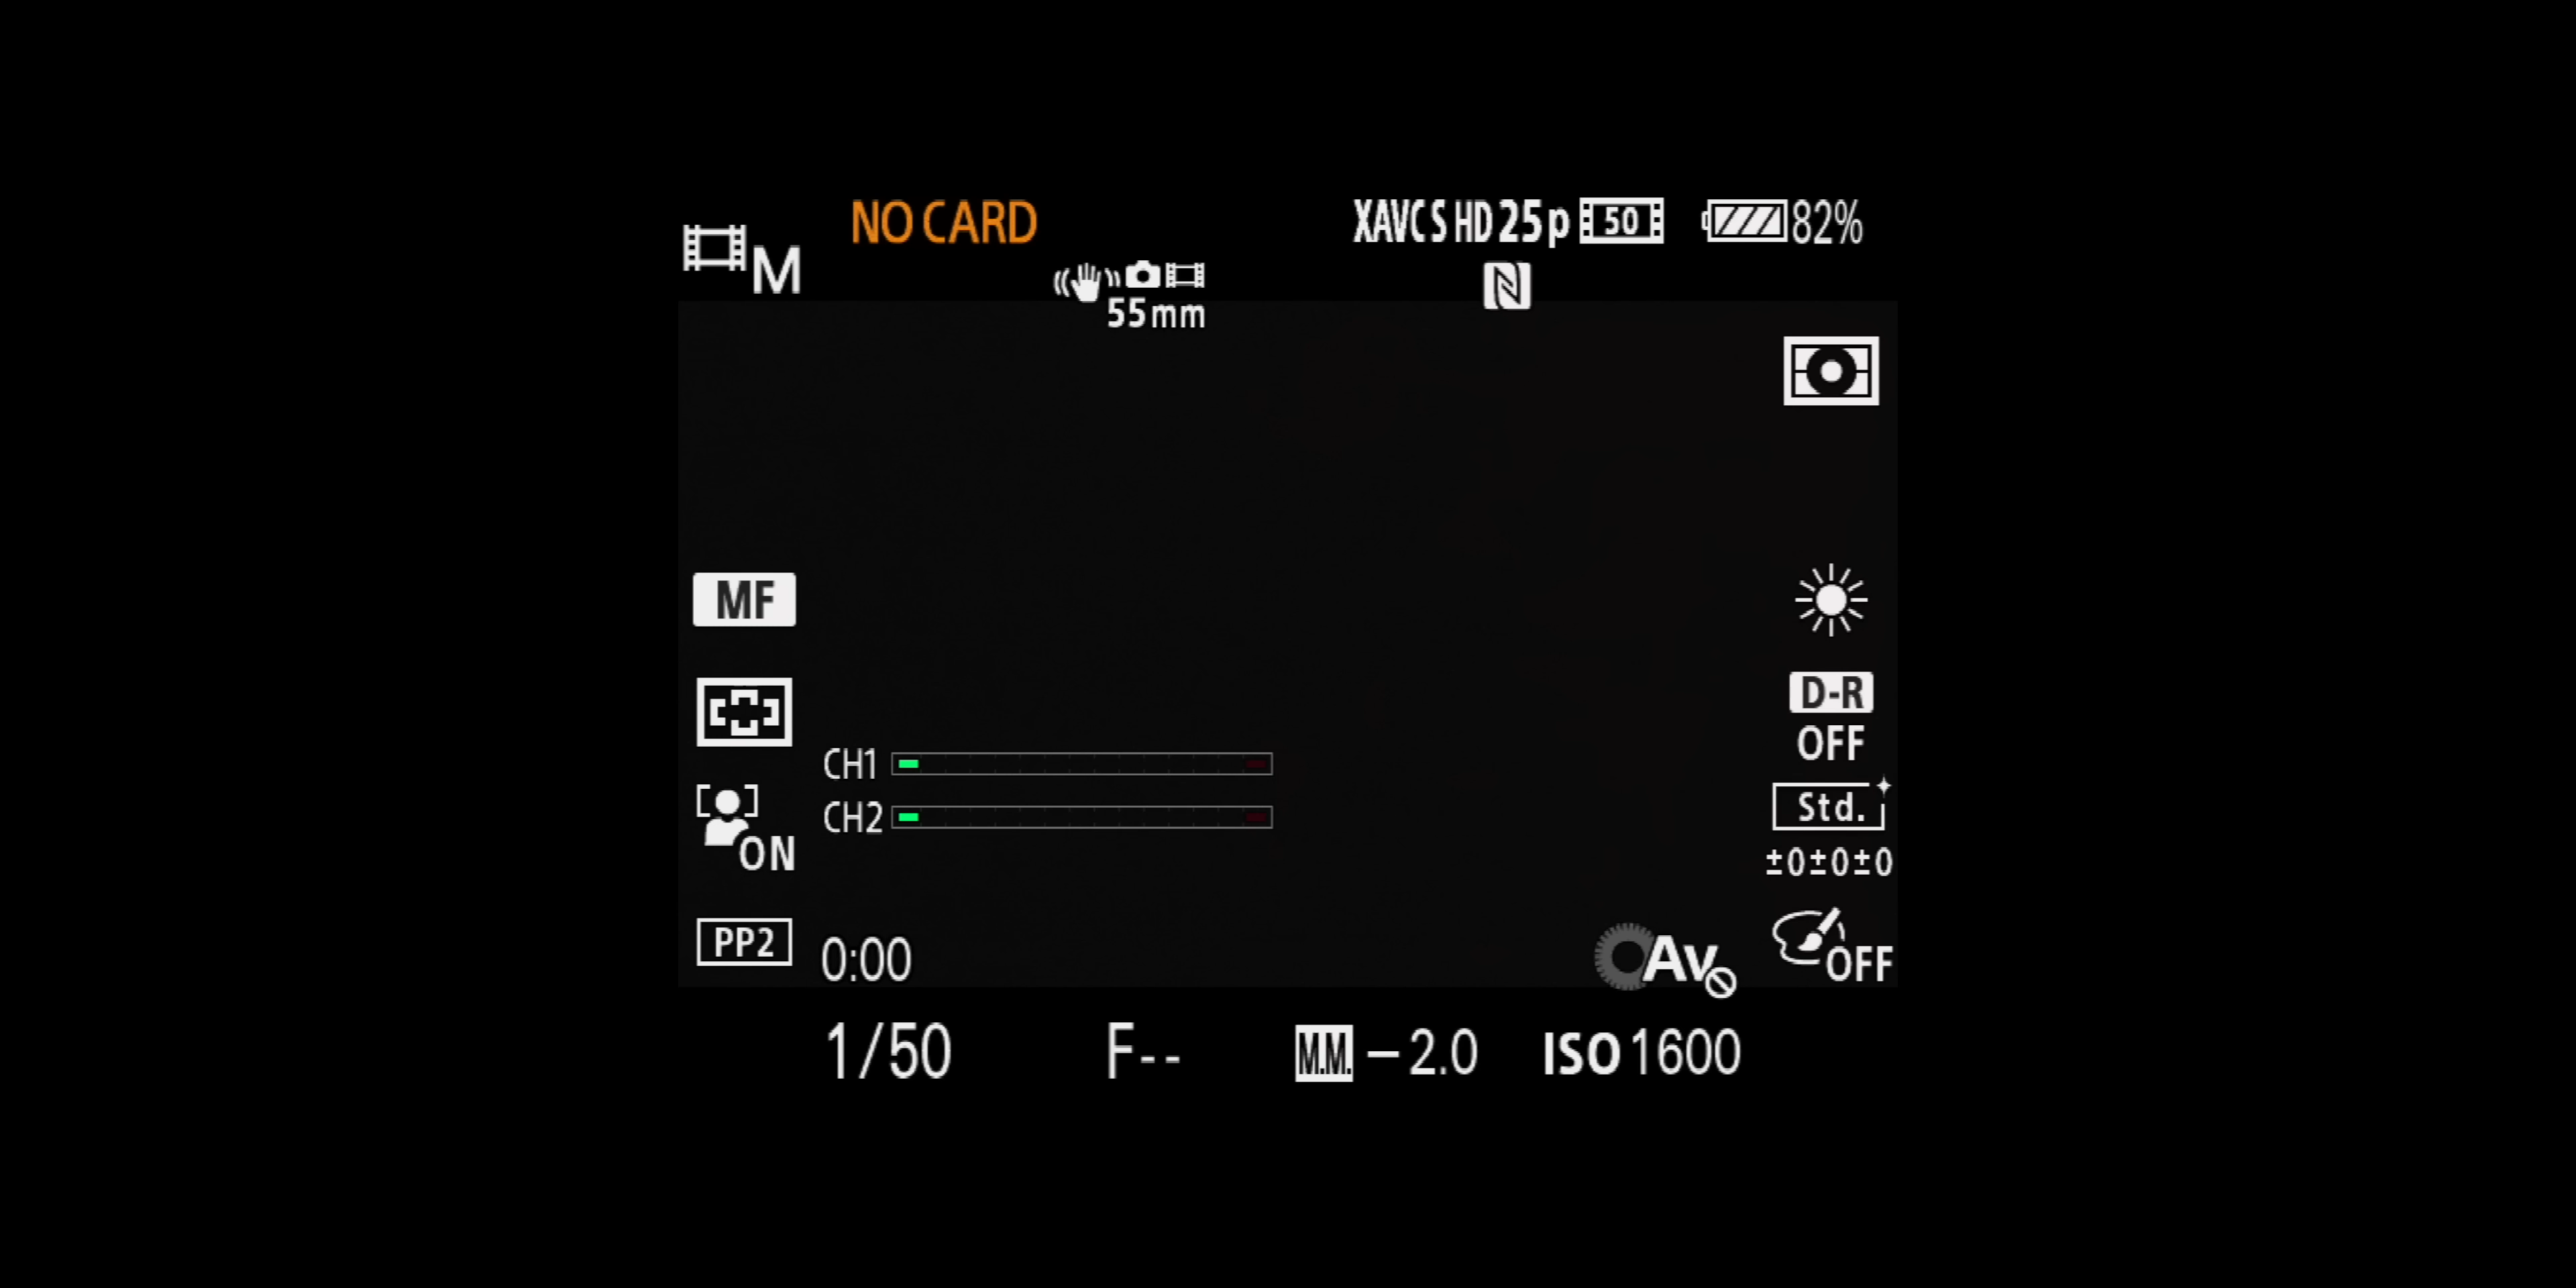 M
NO CARD
XAVC S HD 25p 50
82%
55mm
MF
D-R
OFF
CH1
CH2
Std.
ON
±0±0±0
PP2
0:00
Av
OFF
1/50
F--
M.M. −2.0
ISO 1600